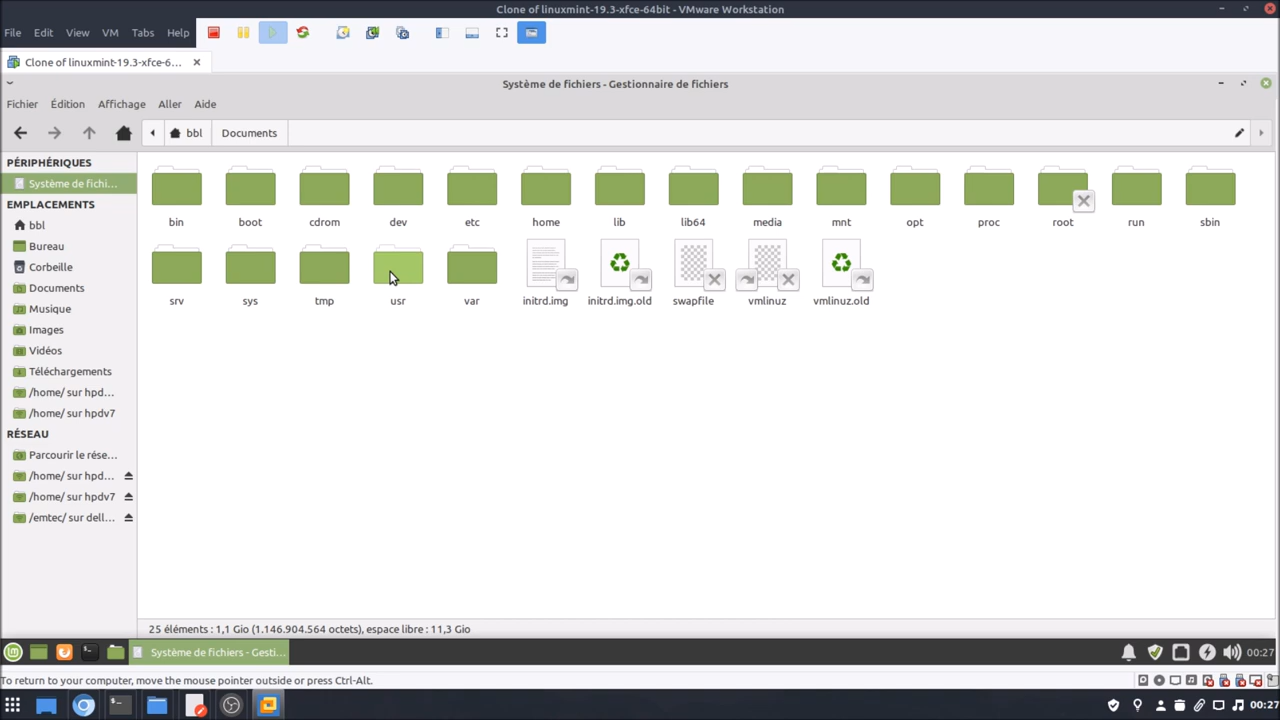 Clone of linuxmint-19.3-xfce-64bit - VMware Workstation
File Edit View VM Tabs Help
Clone of linuxmint-19.3-xfce-6...
Système de fichiers - Gestionnaire de fichiers
Fichier Édition Affichage Aller Aide
bbl Documents
PÉRIPHÉRIQUES
Système de fichi...
EMPLACEMENTS
bbl
Bureau
Corbeille
Documents
Musique
Images
Vidéos
Téléchargements
/home/ sur hpd...
/home/ sur hpdv7
RÉSEAU
Parcourir le rése...
/home/ sur hpd...
/home/ sur hpdv7
/emtec/ sur dell...
bin boot cdrom dev etc home lib lib64 media mnt opt proc root run sbin
srv sys tmp usr var initrd.img initrd.img.old swapfile vmlinuz vmlinuz.old
25 éléments : 1,1 Gio (1.146.904.564 octets), espace libre : 11,3 Gio
Système de fichiers - Gesti... 00:27
To return to your computer, move the mouse pointer outside or press Ctrl-Alt.
00:27